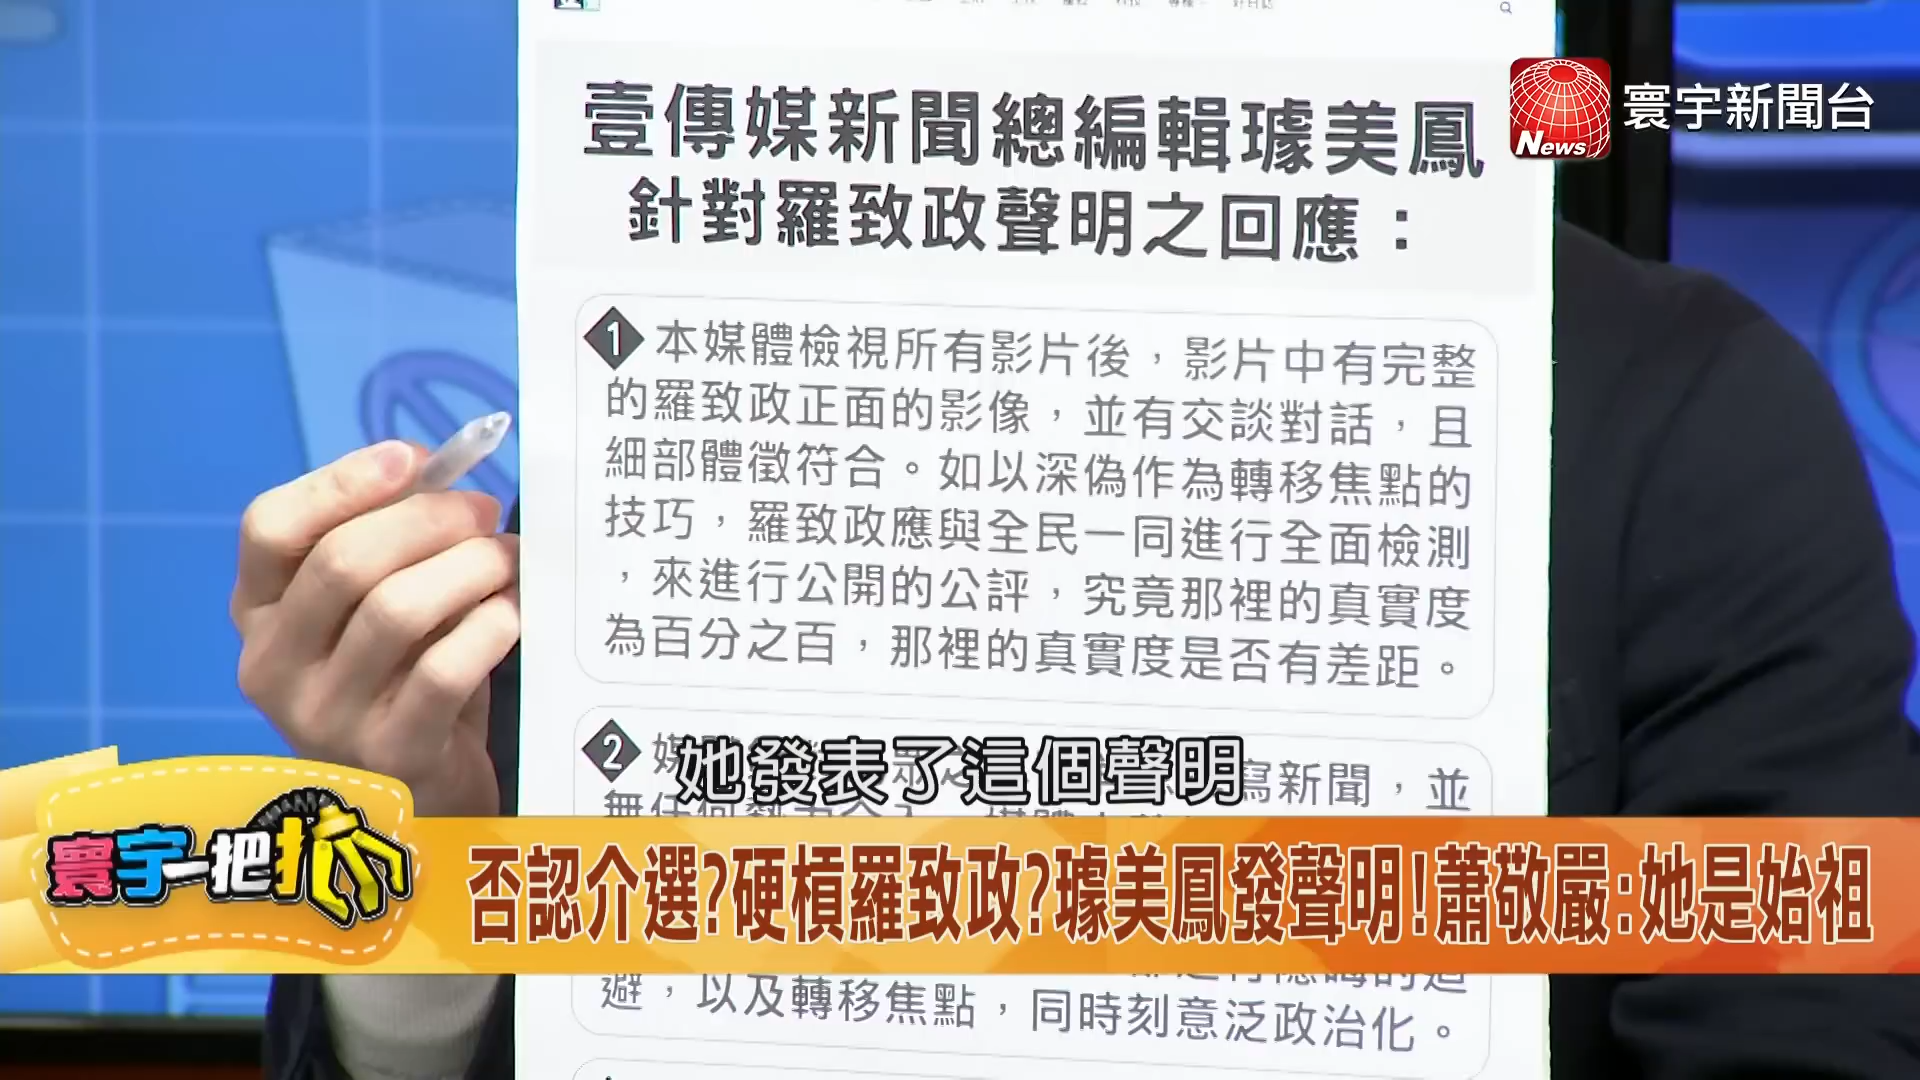 壹傳媒新聞總編輯璩美鳳
針對羅致政聲明之回應：
News
寰宇新聞台
1 本媒體檢視所有影片後，影片中有完整
的羅致政正面的影像，並有交談對話，且
細部體徵符合。如以深偽作為轉移焦點的
技巧，羅致政應與全民一同進行全面檢測
，來進行公開的公評，究竟那裡的真實度
為百分之百，那裡的真實度是否有差距。
2
寫新聞，並
她發表了這個聲明
寰宇一把抓
否認介選?硬槓羅致政?璩美鳳發聲明!蕭敬嚴:她是始祖
避，以及轉移焦點，同時刻意泛政治化。